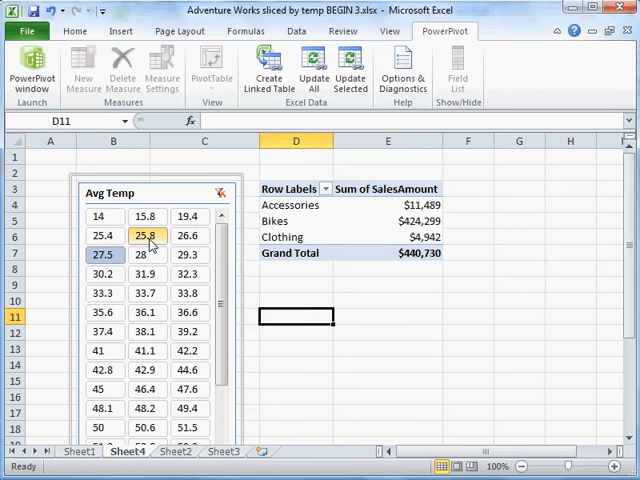 Adventure Works sliced by temp BEGIN 3.xlsx - Microsoft Excel
File Home Insert Page Layout Formulas Data Review View PowerPivot
PowerPivot window New Measure Delete Measure Measure Settings PivotTable Create Linked Table Update All Update Selected Options & Diagnostics Field List
Launch Measures View Excel Data Help Show/Hide
D11 fx
A B C D E F G H
1
2
3 Avg Temp Row Labels Sum of SalesAmount
4 14 15.8 19.4 Accessories $11,489
5 Bikes $424,299
6 25.4 25.8 26.6 Clothing $4,942
7 27.5 28 29.3 Grand Total $440,730
8 30.2 31.9 32.3
9 33.3 33.7 33.8
10
11 35.6 36.1 36.6
12 37.4 38.1 39.2
13 41 41.1 42.2
14 42.8 42.9 44.6
15
16 45 46.4 47.6
17 48.1 48.2 49.4
18 50 50.6 51.5
19
Sheet1 Sheet4 Sheet2 Sheet3
Ready 100%